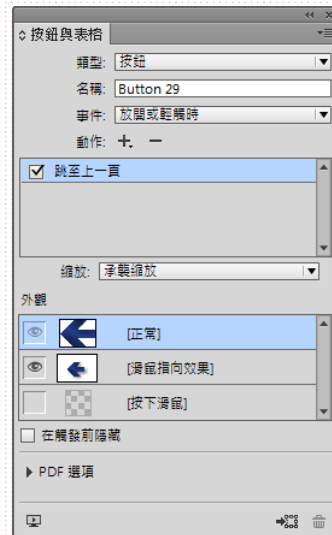 按鈕與表格
類型: 按鈕
名稱: Button 29
事件: 放開或輕觸時
動作:
跳至上一頁
縮放: 承襲縮放
外觀
[正常]
[滑鼠指向效果]
[按下滑鼠]
在觸發前隱藏
PDF 選項